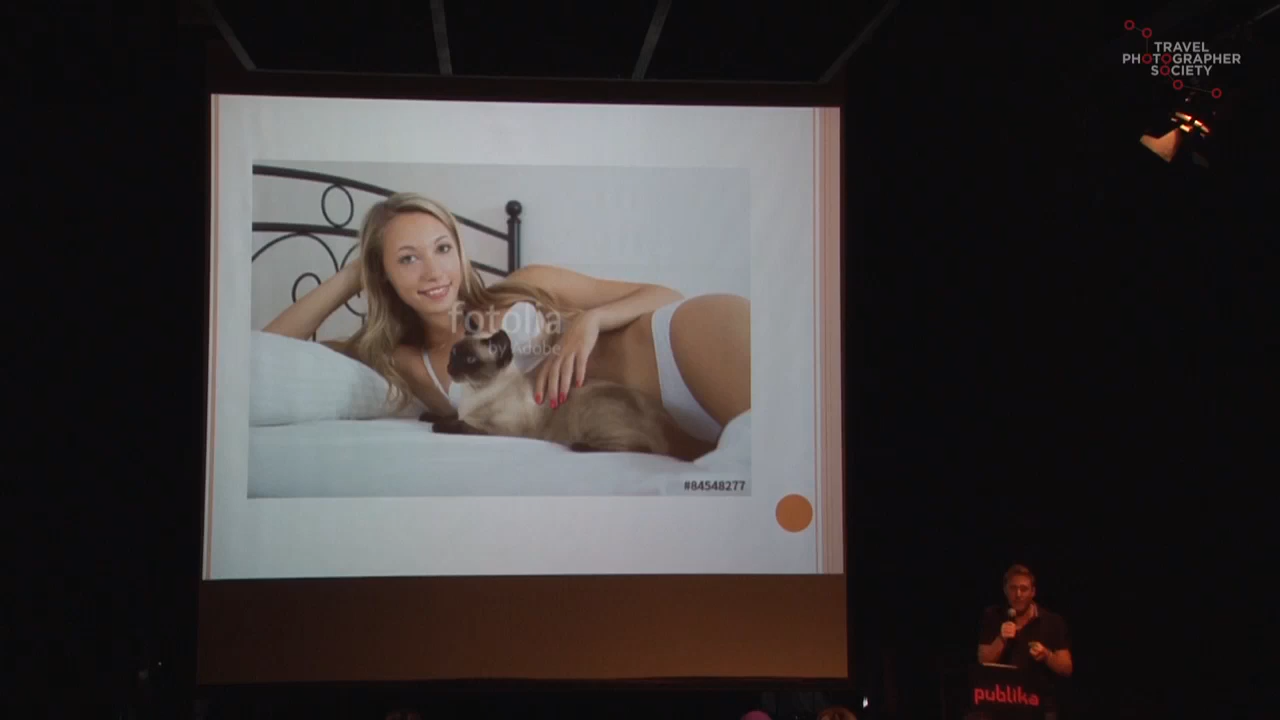 TRAVEL
PHOTOGRAPHER
SOCIETY
fotolia
by Adobe
#84548277
publika